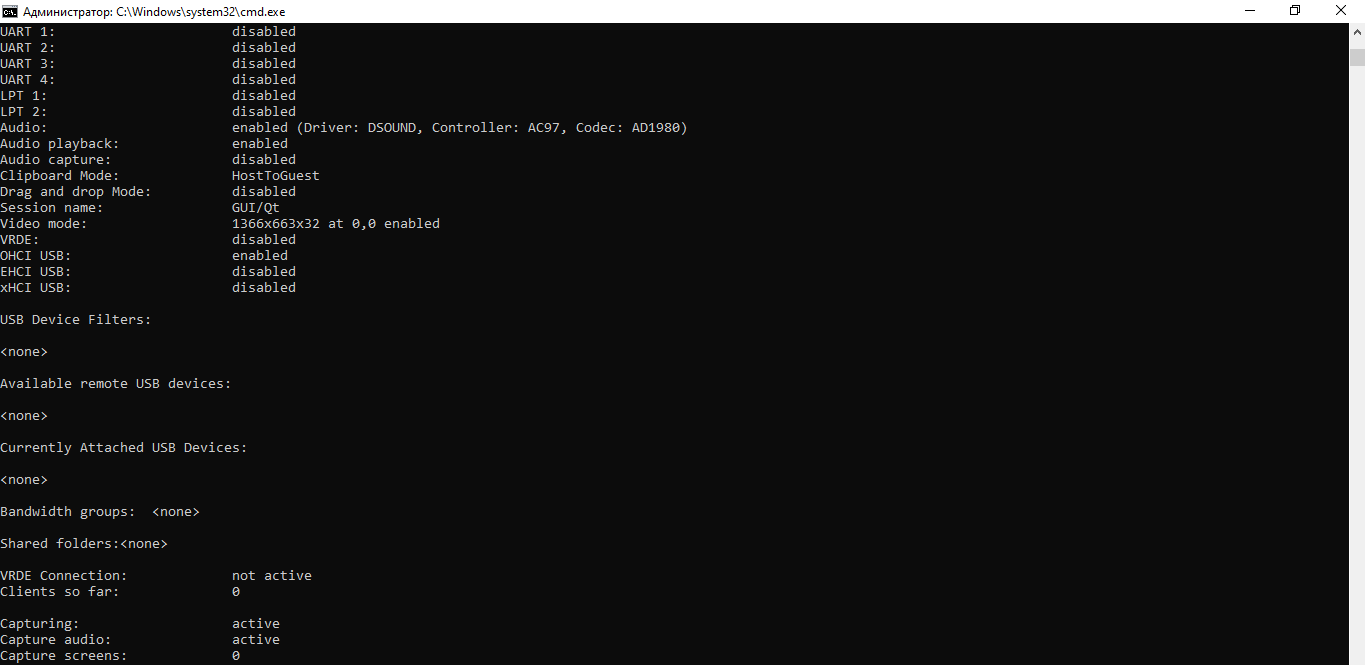 Администратор: C:\Windows\system32\cmd.exe
UART 1: disabled
UART 2: disabled
UART 3: disabled
UART 4: disabled
LPT 1: disabled
LPT 2: disabled
Audio: enabled (Driver: DSOUND, Controller: AC97, Codec: AD1980)
Audio playback: enabled
Audio capture: disabled
Clipboard Mode: HostToGuest
Drag and drop Mode: disabled
Session name: GUI/Qt
Video mode: 1366x663x32 at 0,0 enabled
VRDE: disabled
OHCI USB: enabled
EHCI USB: disabled
xHCI USB: disabled
USB Device Filters:
<none>
Available remote USB devices:
<none>
Currently Attached USB Devices:
<none>
Bandwidth groups: <none>
Shared folders:<none>
VRDE Connection: not active
Clients so far: 0
Capturing: active
Capture audio: active
Capture screens: 0